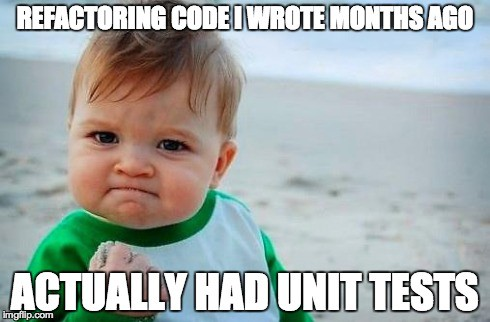 REFACTORING CODE I WROTE MONTHS AGO
ACTUALLY HAD UNIT TESTS
imgflip.com